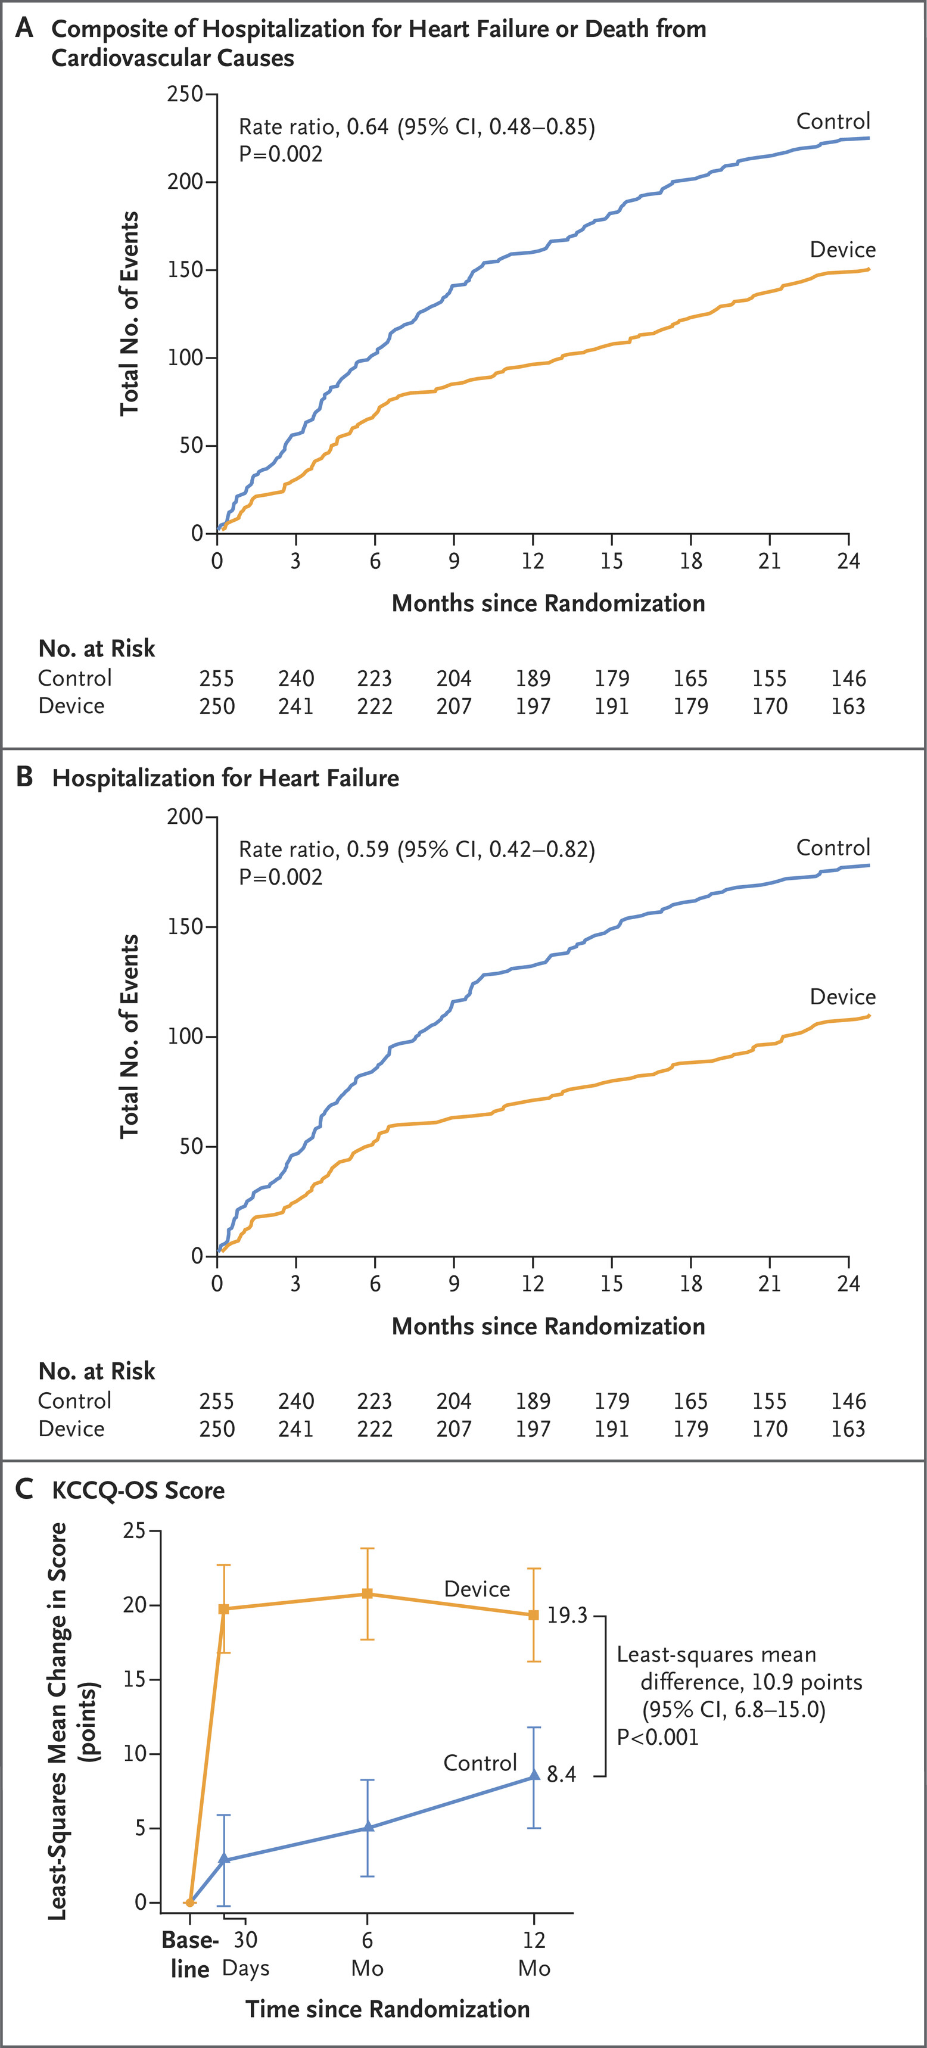 A Composite of Hospitalization for Heart Failure or Death from
Cardiovascular Causes
250
200
150
100
50
0
Total No. of Events
Rate ratio, 0.64 (95% CI, 0.48–0.85)
P=0.002
Control
Device
0 3 6 9 12 15 18 21 24
Months since Randomization
No. at Risk
Control 255 240 223 204 189 179 165 155 146
Device 250 241 222 207 197 191 179 170 163
B Hospitalization for Heart Failure
200
150
100
50
0
Total No. of Events
Rate ratio, 0.59 (95% CI, 0.42–0.82)
P=0.002
Control
Device
0 3 6 9 12 15 18 21 24
Months since Randomization
No. at Risk
Control 255 240 223 204 189 179 165 155 146
Device 250 241 222 207 197 191 179 170 163
C KCCQ-OS Score
25
20
15
10
5
0
Least-Squares Mean Change in Score
(points)
Device
19.3
Least-squares mean
difference, 10.9 points
(95% CI, 6.8–15.0)
P<0.001
Control
8.4
Base- 30 6 12
line Days Mo Mo
Time since Randomization